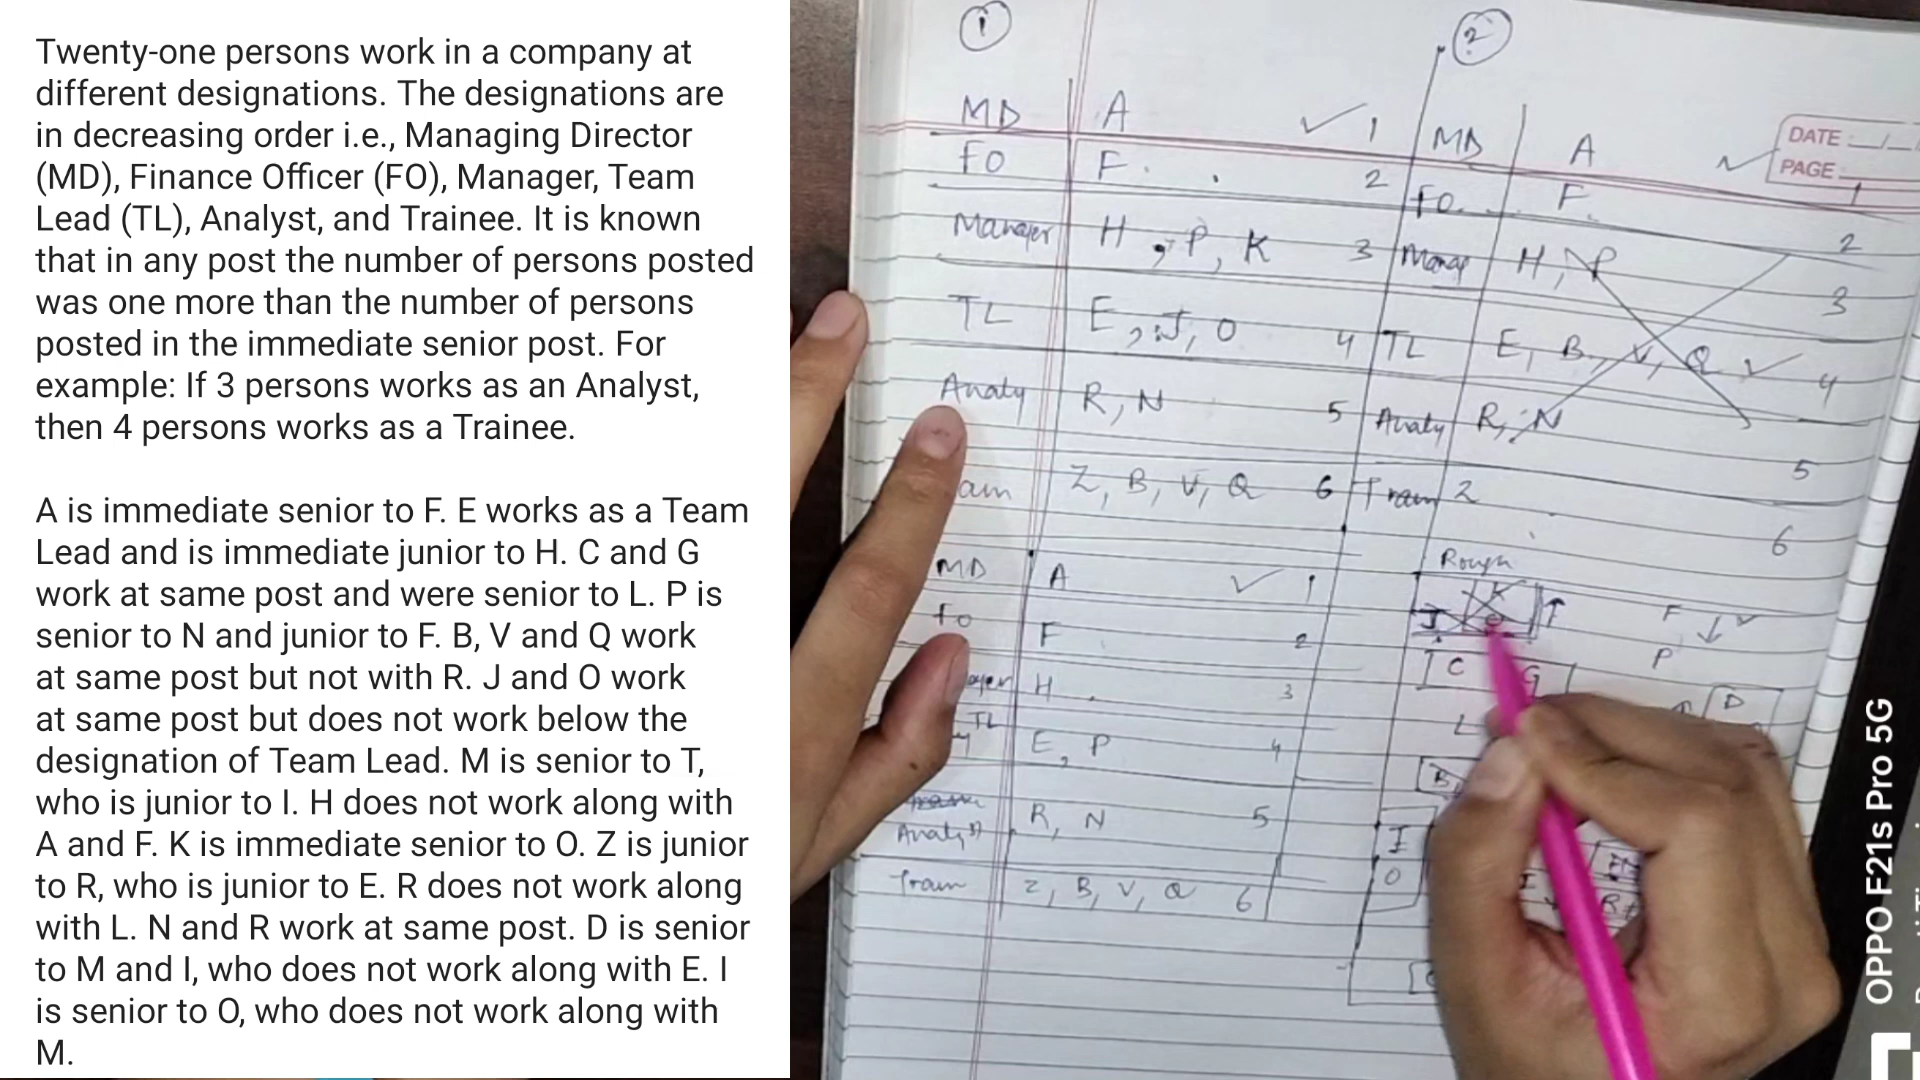 Twenty-one persons work in a company at
different designations. The designations are
in decreasing order i.e., Managing Director
(MD), Finance Officer (FO), Manager, Team
Lead (TL), Analyst, and Trainee. It is known
that in any post the number of persons posted
was one more than the number of persons
posted in the immediate senior post. For
example: If 3 persons works as an Analyst,
then 4 persons works as a Trainee.
A is immediate senior to F. E works as a Team
Lead and is immediate junior to H. C and G
work at same post and were senior to L. P is
senior to N and junior to F. B, V and Q work
at same post but not with R. J and O work
at same post but does not work below the
designation of Team Lead. M is senior to T,
who is junior to I. H does not work along with
A and F. K is immediate senior to O. Z is junior
to R, who is junior to E. R does not work along
with L. N and R work at same post. D is senior
to M and I, who does not work along with E. I
is senior to O, who does not work along with
M.
1
MD A ✓ 1
FO F. 2
Manager H, P, K 3
TL E, J, O 4
Analy R, N 5
ain Z, B, V, Q 6
MD A ✓ 1
FO F 2
ager H 3
TL E, P 4
Analy R, N 5
Train Z, B, V, Q 6
2
MD A 1
FO. F. 2
Manag H, P 3
TL E, B, V, Q ✓ 4
Analy R, N 5
Train Z 6
DATE
PAGE
Rough
K
J
F
↓
P
C G
L
D
B,
I
O
OPPO F21s Pro 5G